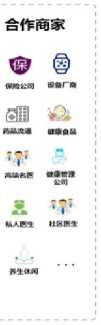 合作商家
保
保险公司 设备厂商
药品流通 健康食品
高端名医 健康管理
公司
私人医生 社区医生
养生休闲 ...